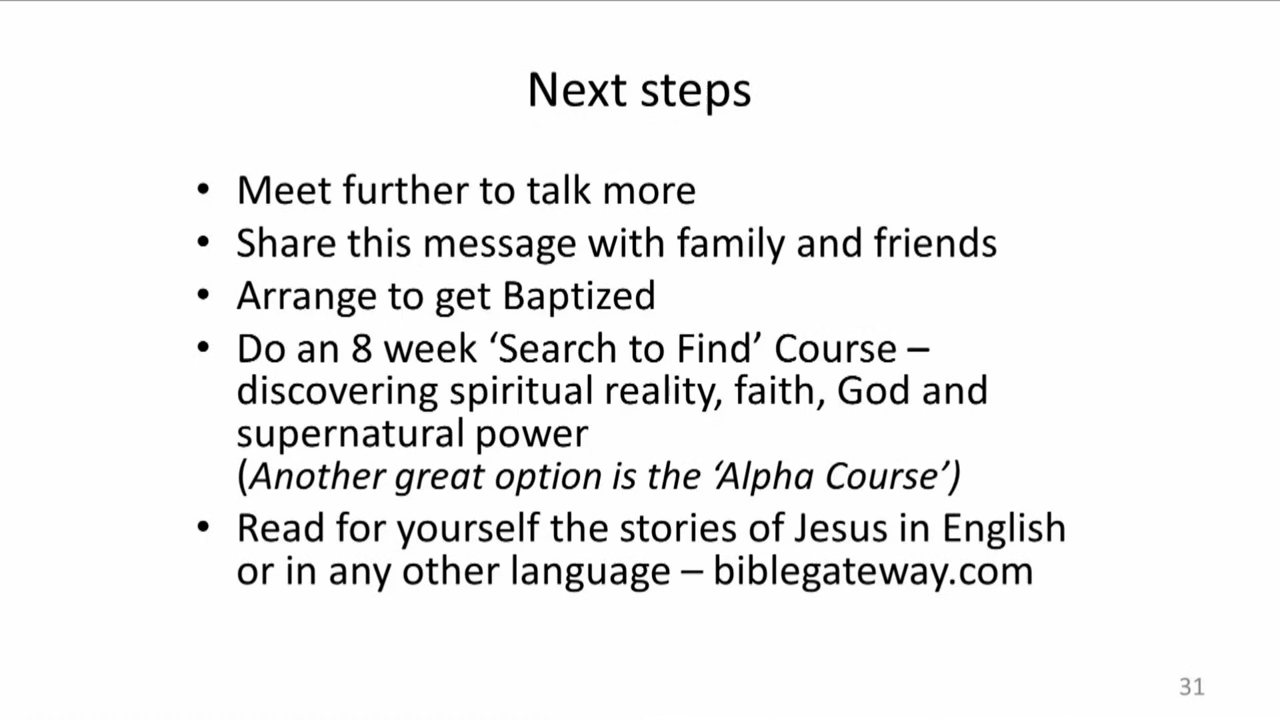 Next steps
• Meet further to talk more
• Share this message with family and friends
• Arrange to get Baptized
• Do an 8 week ‘Search to Find’ Course –
discovering spiritual reality, faith, God and
supernatural power
(Another great option is the ‘Alpha Course’)
• Read for yourself the stories of Jesus in English
or in any other language – biblegateway.com
31